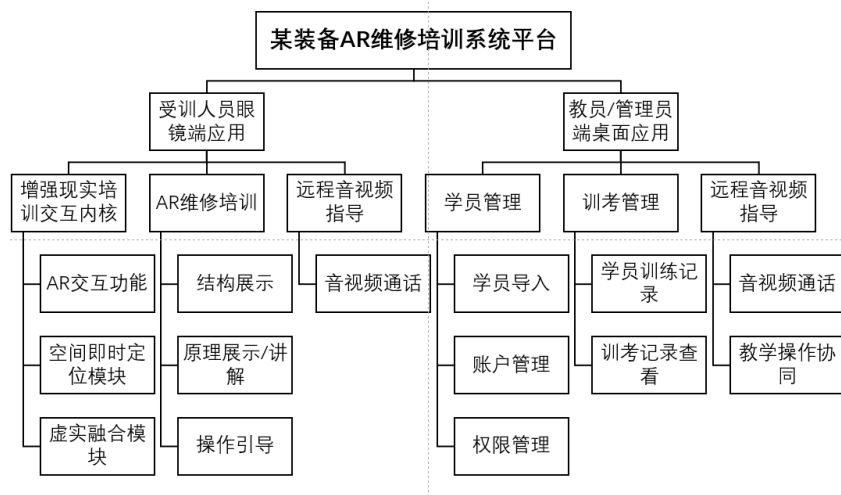 某装备AR维修培训系统平台
受训人员眼
镜端应用
教员/管理员
端桌面应用
增强现实培
训交互内核
AR维修培训
远程音视频
指导
学员管理
训考管理
远程音视频
指导
AR交互功能
结构展示
音视频通话
学员导入
学员训练记
录
音视频通话
空间即时定
位模块
原理展示/讲
解
账户管理
训考记录查
看
教学操作协
同
虚实融合模
块
操作引导
权限管理